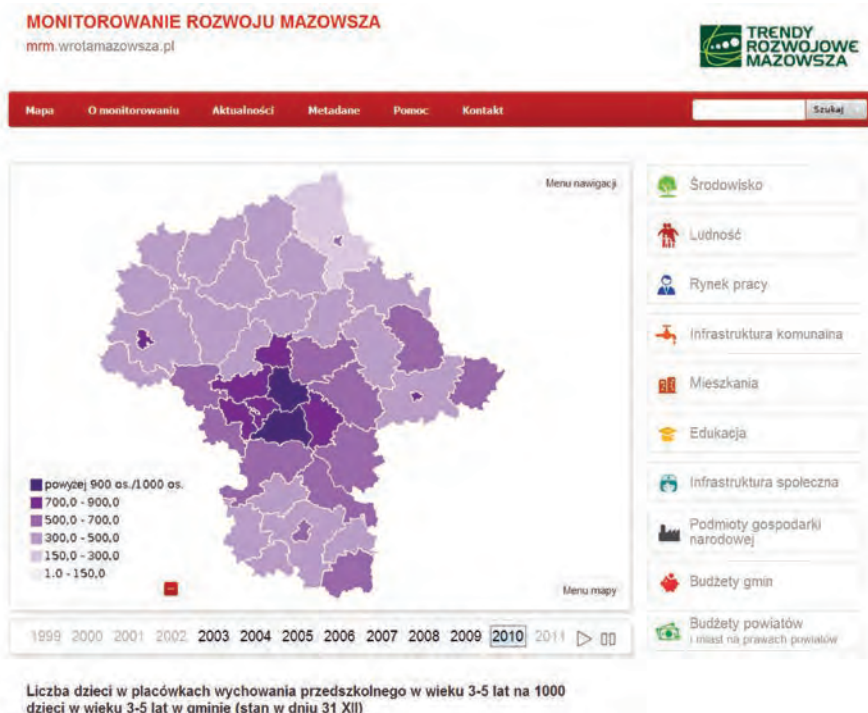 MONITOROWANIE ROZWOJU MAZOWSZA
mrm.wrotamazowsza.pl
TRENDY
ROZWOJOWE
MAZOWSZA
Mapa O monitorowaniu Aktualności Metadane Pomoc Kontakt Szukaj
Menu nawigacji
powyżej 900 os./1000 os.
700,0 - 900,0
500,0 - 700,0
300,0 - 500,0
150,0 - 300,0
1.0 - 150,0
Menu mapy
1999 2000 2001 2002 2003 2004 2005 2006 2007 2008 2009 2010 2011
Środowisko
Ludność
Rynek pracy
Infrastruktura komunalna
Mieszkania
Edukacja
Infrastruktura społeczna
Podmioty gospodarki
narodowej
Budżety gmin
Budżety powiatów
i miast na prawach powiatów
Liczba dzieci w placówkach wychowania przedszkolnego w wieku 3-5 lat na 1000
dzieci w wieku 3-5 lat w gminie (stan w dniu 31 XII)